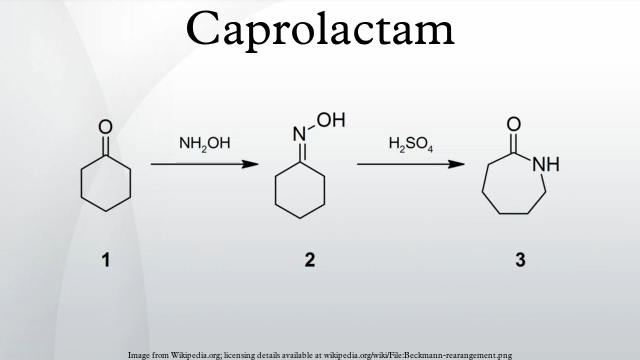 Caprolactam
O
NH₂OH
N
OH
H₂SO₄
O
NH
1
2
3
Image from Wikipedia.org; licensing details available at wikipedia.org/wiki/File:Beckmann-rearangement.png